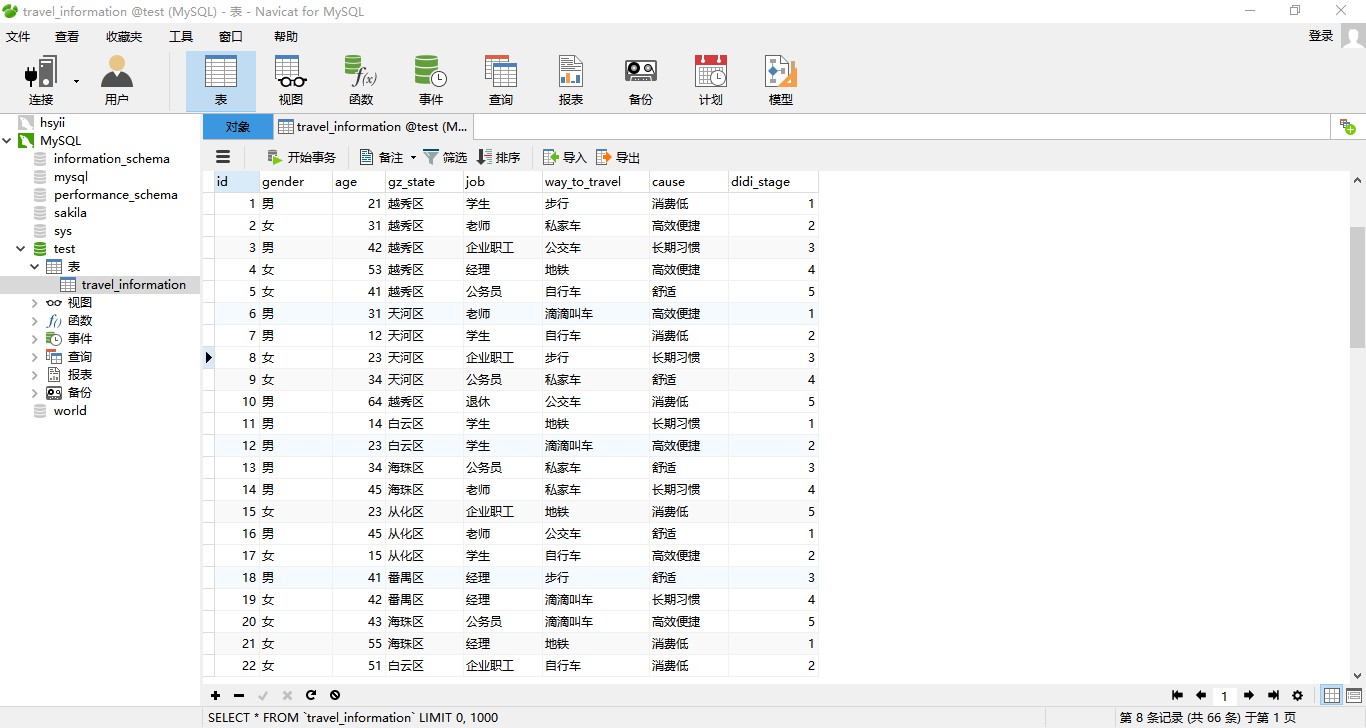 travel_information @test (MySQL) - 表 - Navicat for MySQL
文件 查看 收藏夹 工具 窗口 帮助 登录
连接 用户 表 视图 函数 事件 查询 报表 备份 计划 模型
hsyii
MySQL
information_schema
mysql
performance_schema
sakila
sys
test
表
travel_information
视图
函数
事件
查询
报表
备份
world
对象 travel_information @test (M...
开始事务 备注 筛选 排序 导入 导出
id gender age gz_state job way_to_travel cause didi_stage
1 男 21 越秀区 学生 步行 消费低 1
2 女 31 越秀区 老师 私家车 高效便捷 2
3 男 42 越秀区 企业职工 公交车 长期习惯 3
4 女 53 越秀区 经理 地铁 高效便捷 4
5 女 41 越秀区 公务员 自行车 舒适 5
6 男 31 天河区 老师 滴滴叫车 高效便捷 1
7 男 12 天河区 学生 自行车 消费低 2
8 女 23 天河区 企业职工 步行 长期习惯 3
9 女 34 天河区 公务员 私家车 舒适 4
10 男 64 越秀区 退休 公交车 消费低 5
11 男 14 白云区 学生 地铁 长期习惯 1
12 男 23 白云区 学生 滴滴叫车 高效便捷 2
13 男 34 海珠区 公务员 私家车 舒适 3
14 男 45 海珠区 老师 私家车 长期习惯 4
15 女 23 从化区 企业职工 地铁 消费低 5
16 男 45 从化区 老师 公交车 舒适 1
17 女 15 从化区 学生 自行车 高效便捷 2
18 男 41 番禺区 经理 步行 舒适 3
19 女 42 番禺区 经理 滴滴叫车 长期习惯 4
20 女 43 海珠区 公务员 滴滴叫车 高效便捷 5
21 女 55 海珠区 经理 地铁 消费低 1
22 女 51 白云区 企业职工 自行车 消费低 2
1
SELECT * FROM `travel_information` LIMIT 0, 1000 第 8 条记录 (共 66 条) 于第 1 页